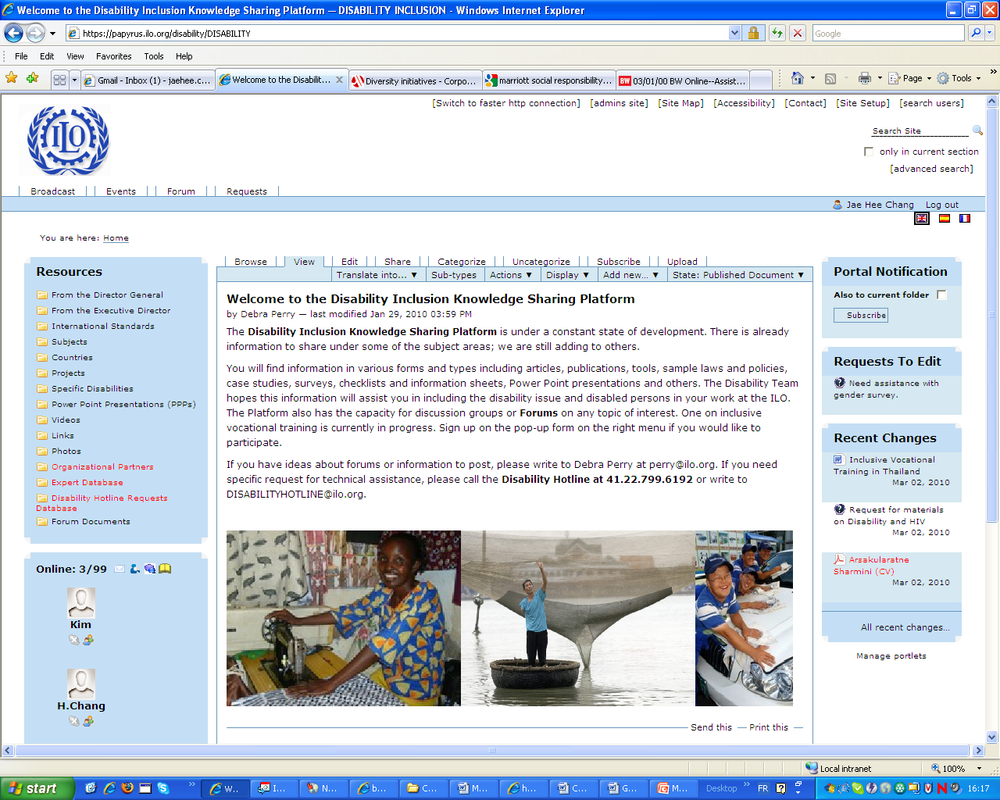 Welcome to the Disability Inclusion Knowledge Sharing Platform — DISABILITY INCLUSION - Windows Internet Explorer
https://papyrus.ilo.org/disability/DISABILITY
Google
File Edit View Favorites Tools Help
Gmail - Inbox (1) - jaehee.c...
Welcome to the Disabilit...
Diversity initiatives - Corpo...
marriott social responsibility...
BW 03/01/00 BW Online--Assist...
Page
Tools
[Switch to faster http connection] [admins site] [Site Map] [Accessibility] [Contact] [Site Setup] [search users]
ILO
Search Site
only in current section
[advanced search]
Broadcast Events Forum Requests
Jae Hee Chang Log out
You are here: Home
Resources
From the Director General
From the Executive Director
International Standards
Subjects
Countries
Projects
Specific Disabilities
Power Point Presentations (PPPs)
Videos
Links
Photos
Organizational Partners
Expert Database
Disability Hotline Requests
Database
Forum Documents
Online: 3/99
Kim
H.Chang
Browse View Edit Share Categorize Uncategorize Subscribe Upload
Translate into... ▼ Sub-types Actions ▼ Display ▼ Add new... ▼ State: Published Document ▼
Welcome to the Disability Inclusion Knowledge Sharing Platform
by Debra Perry — last modified Jan 29, 2010 03:59 PM
The Disability Inclusion Knowledge Sharing Platform is under a constant state of development. There is already
information to share under some of the subject areas; we are still adding to others.
You will find information in various forms and types including articles, publications, tools, sample laws and policies,
case studies, surveys, checklists and information sheets, Power Point presentations and others. The Disability Team
hopes this information will assist you in including the disability issue and disabled persons in your work at the ILO.
The Platform also has the capacity for discussion groups or Forums on any topic of interest. One on inclusive
vocational training is currently in progress. Sign up on the pop-up form on the right menu if you would like to
participate.
If you have ideas about forums or information to post, please write to Debra Perry at perry@ilo.org. If you need
specific request for technical assistance, please call the Disability Hotline at 41.22.799.6192 or write to
DISABILITYHOTLINE@ilo.org.
Send this — Print this —
Portal Notification
Also to current folder
Subscribe
Requests To Edit
Need assistance with
gender survey.
Recent Changes
Inclusive Vocational
Training in Thailand
Mar 02, 2010
Request for materials
on Disability and HIV
Mar 02, 2010
Arsakularatne
Sharmini (CV)
Mar 02, 2010
All recent changes...
Manage portlets
Local intranet
100%
start
W... I... N... b... C... M... h... C... G... M... Desktop FR 16:17